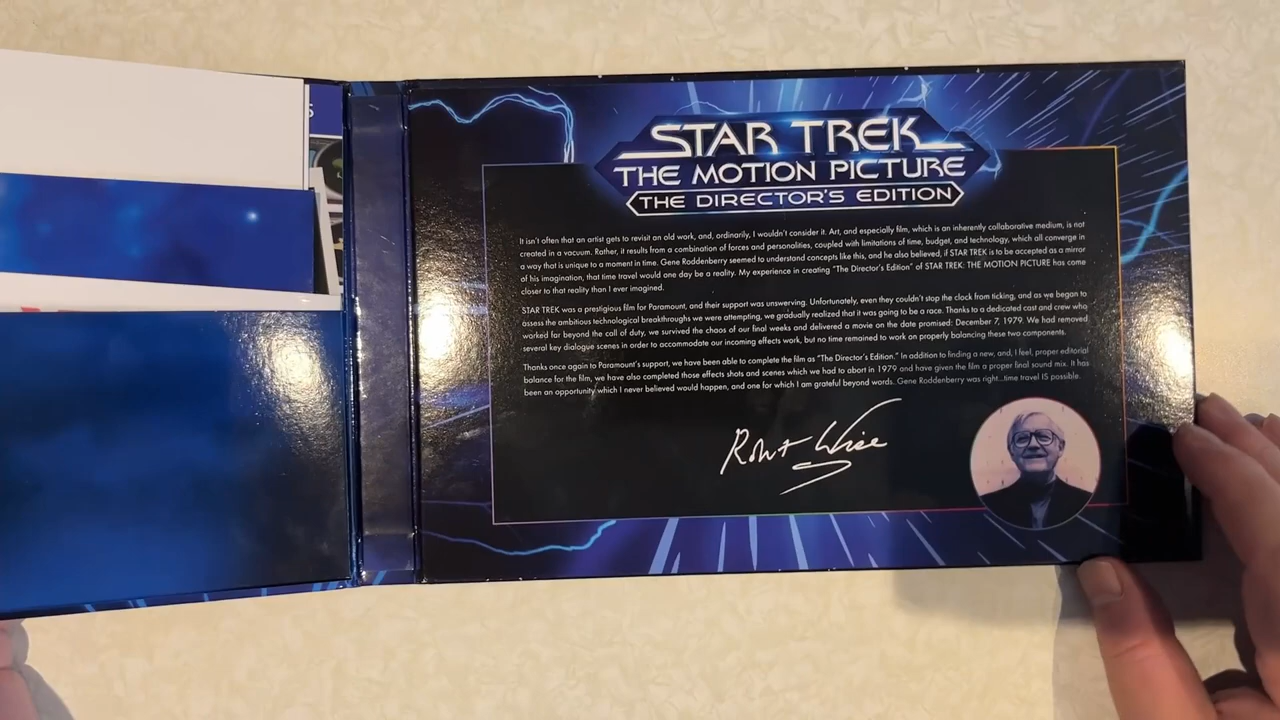 STAR TREK
THE MOTION PICTURE
THE DIRECTOR'S EDITION
It isn't often that an artist gets to revisit an old work, and, ordinarily, I wouldn't consider it. Art, and especially film, which is an inherently collaborative medium, is not
created in a vacuum. Rather, it results from a combination of forces and personalities, coupled with limitations of time, budget, and technology, which all converge in
a way that is unique to a moment in time. Gene Roddenberry seemed to understand concepts like this, and he also believed, if STAR TREK is to be accepted as a mirror
of his imagination, that time travel would one day be a reality. My experience in creating "The Director's Edition" of STAR TREK: THE MOTION PICTURE has come
closer to that reality than I ever imagined.
STAR TREK was a prestigious film for Paramount, and their support was unswerving. Unfortunately, even they couldn't stop the clock from ticking, and as we began to
assess the ambitious technological breakthroughs we were attempting, we gradually realized that it was going to be a race. Thanks to a dedicated cast and crew who
worked far beyond the call of duty, we survived the chaos of our final weeks and delivered a movie on the date promised: December 7, 1979. We had removed
several key dialogue scenes in order to accommodate our incoming effects work, but no time remained to work on properly balancing these two components.
Thanks once again to Paramount's support, we have been able to complete the film as "The Director's Edition." In addition to finding a new, and, I feel, proper editorial
balance for the film, we have also completed those effects shots and scenes which we had to abort in 1979 and have given the film a proper final sound mix. It has
been an opportunity which I never believed would happen, and one for which I am grateful beyond words. Gene Roddenberry was right...time travel IS possible.
Robert Wise